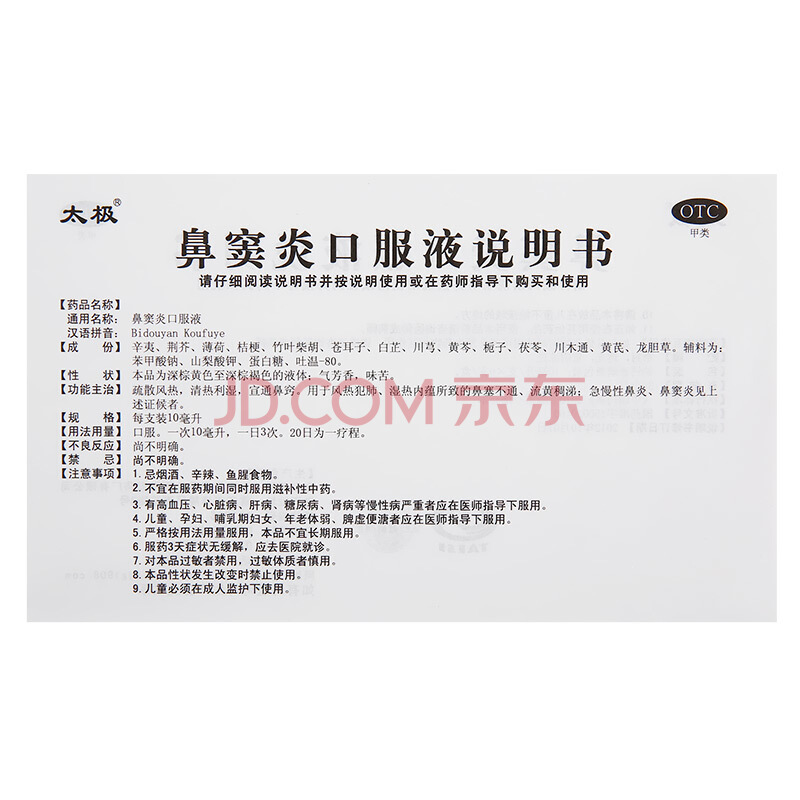 太极®
OTC
甲类
鼻窦炎口服液说明书
请仔细阅读说明书并按说明使用或在药师指导下购买和使用
【药品名称】
通用名称：鼻窦炎口服液
汉语拼音：Bidouyan Koufuye
【成　份】辛夷、荆芥、薄荷、桔梗、竹叶柴胡、苍耳子、白芷、川芎、黄芩、栀子、茯苓、川木通、黄芪、龙胆草。辅料为：
苯甲酸钠、山梨酸钾、蛋白糖、吐温-80。
【性　状】本品为深棕黄色至深棕褐色的液体；气芳香，味苦。
【功能主治】疏散风热，清热利湿，宣通鼻窍。用于风热犯肺、湿热内蕴所致的鼻塞不通、流黄稠涕；急慢性鼻炎、鼻窦炎见上
述证候者。
【规　格】每支装10毫升
【用法用量】口服。一次10毫升，一日3次。20日为一疗程。
【不良反应】尚不明确。
【禁　忌】尚不明确。
【注意事项】1. 忌烟酒、辛辣、鱼腥食物。
2. 不宜在服药期间同时服用滋补性中药。
3. 有高血压、心脏病、肝病、糖尿病、肾病等慢性病严重者应在医师指导下服用。
4. 儿童、孕妇、哺乳期妇女、年老体弱、脾虚便溏者应在医师指导下服用。
5. 严格按用法用量服用，本品不宜长期服用。
6. 服药3天症状无缓解，应去医院就诊。
7. 对本品过敏者禁用，过敏体质者慎用。
8. 本品性状发生改变时禁止使用。
9. 儿童必须在成人监护下使用。
JD.COM 京东